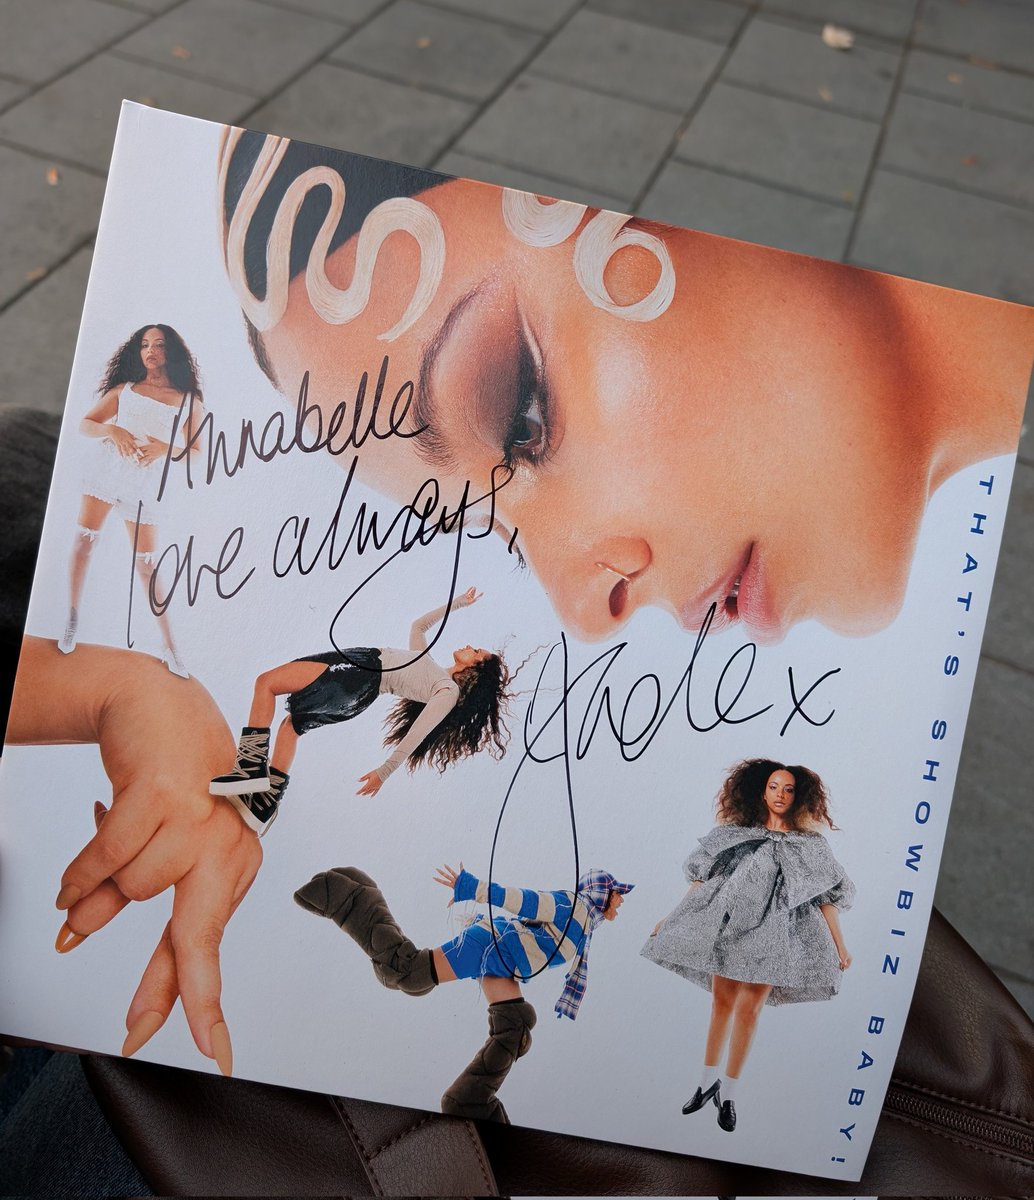 Annabelle
love always,
Jade x
THAT'S SHOWBIZ BABY!